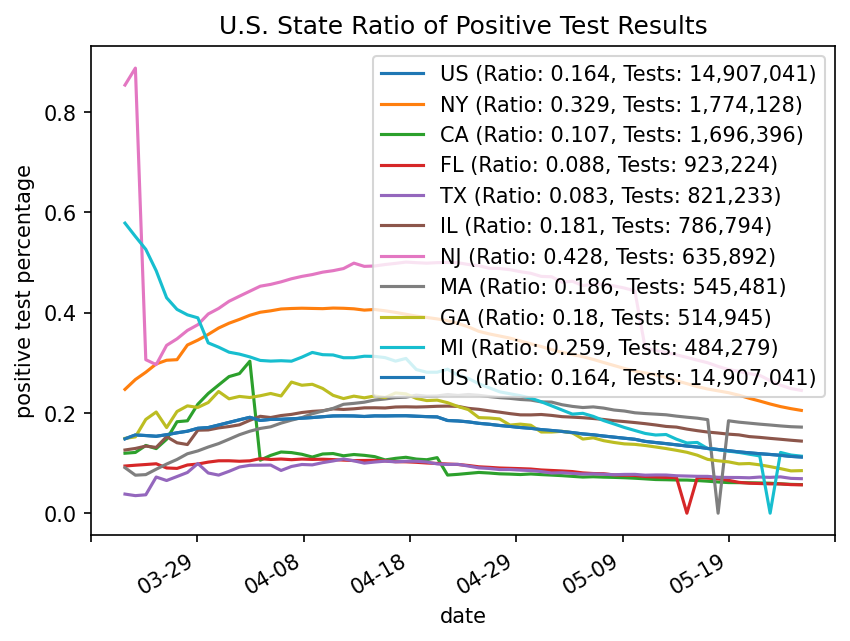 U.S. State Ratio of Positive Test Results
US (Ratio: 0.164, Tests: 14,907,041)
NY (Ratio: 0.329, Tests: 1,774,128)
CA (Ratio: 0.107, Tests: 1,696,396)
FL (Ratio: 0.088, Tests: 923,224)
TX (Ratio: 0.083, Tests: 821,233)
IL (Ratio: 0.181, Tests: 786,794)
NJ (Ratio: 0.428, Tests: 635,892)
MA (Ratio: 0.186, Tests: 545,481)
GA (Ratio: 0.18, Tests: 514,945)
MI (Ratio: 0.259, Tests: 484,279)
US (Ratio: 0.164, Tests: 14,907,041)
positive test percentage
0.8
0.6
0.4
0.2
0.0
03-29
04-08
04-18
04-29
05-09
05-19
date